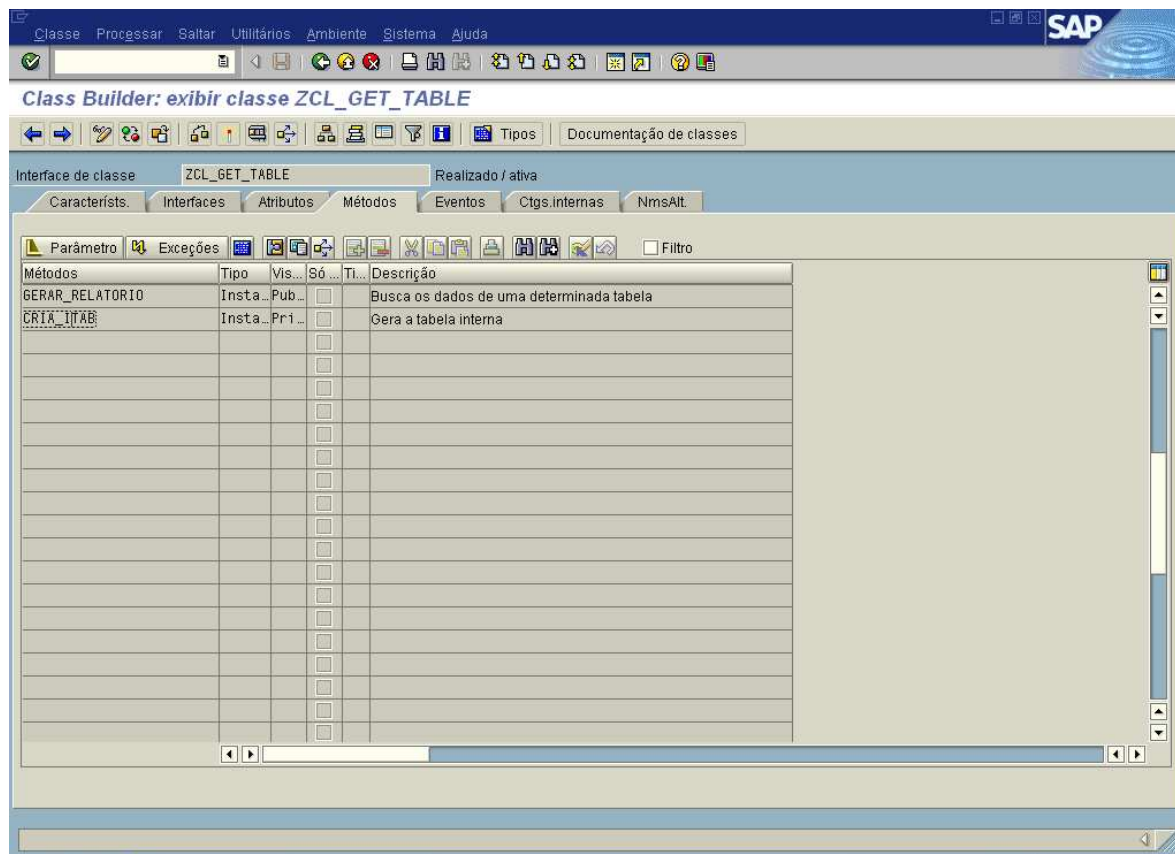 Classe Processar Saltar Utilitários Ambiente Sistema Ajuda
SAP
Class Builder: exibir classe ZCL_GET_TABLE
Tipos Documentação de classes
Interface de classe ZCL_GET_TABLE Realizado / ativa
Característs. Interfaces Atributos Métodos Eventos Ctgs.internas NmsAlt.
Parâmetro Exceções Filtro
Métodos Tipo Vis... Só ... Ti... Descrição
GERAR_RELATORIO Insta… Pub… Busca os dados de uma determinada tabela
CRIA_ITAB Insta… Pri… Gera a tabela interna